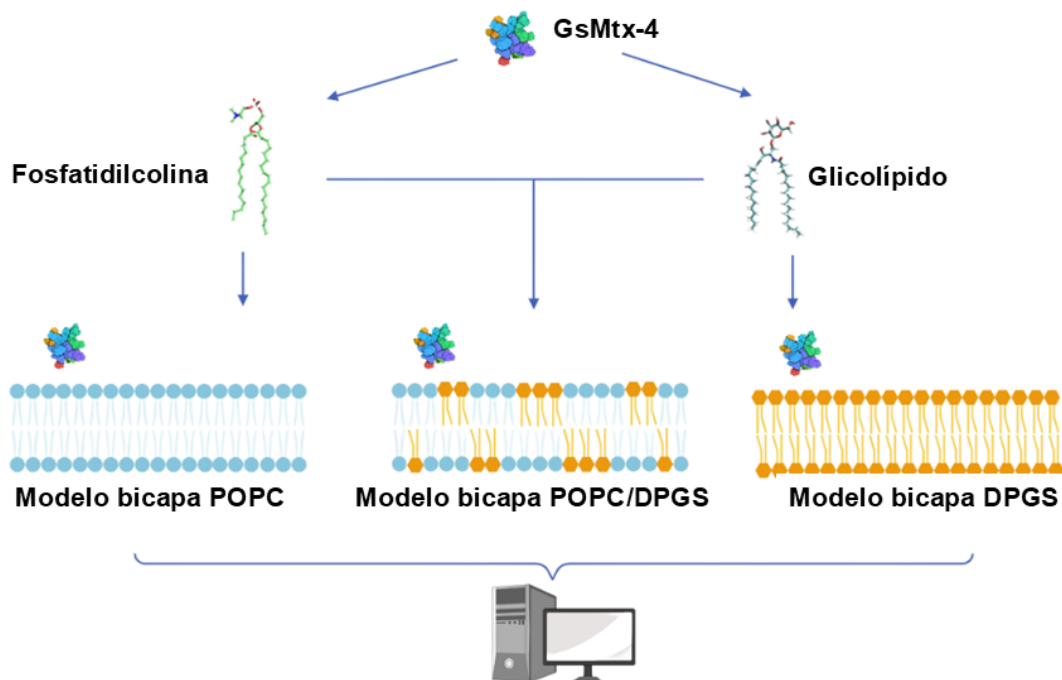 GsMtx-4
Fosfatidilcolina
Glicolípido
Modelo bicapa POPC
Modelo bicapa POPC/DPGS
Modelo bicapa DPGS